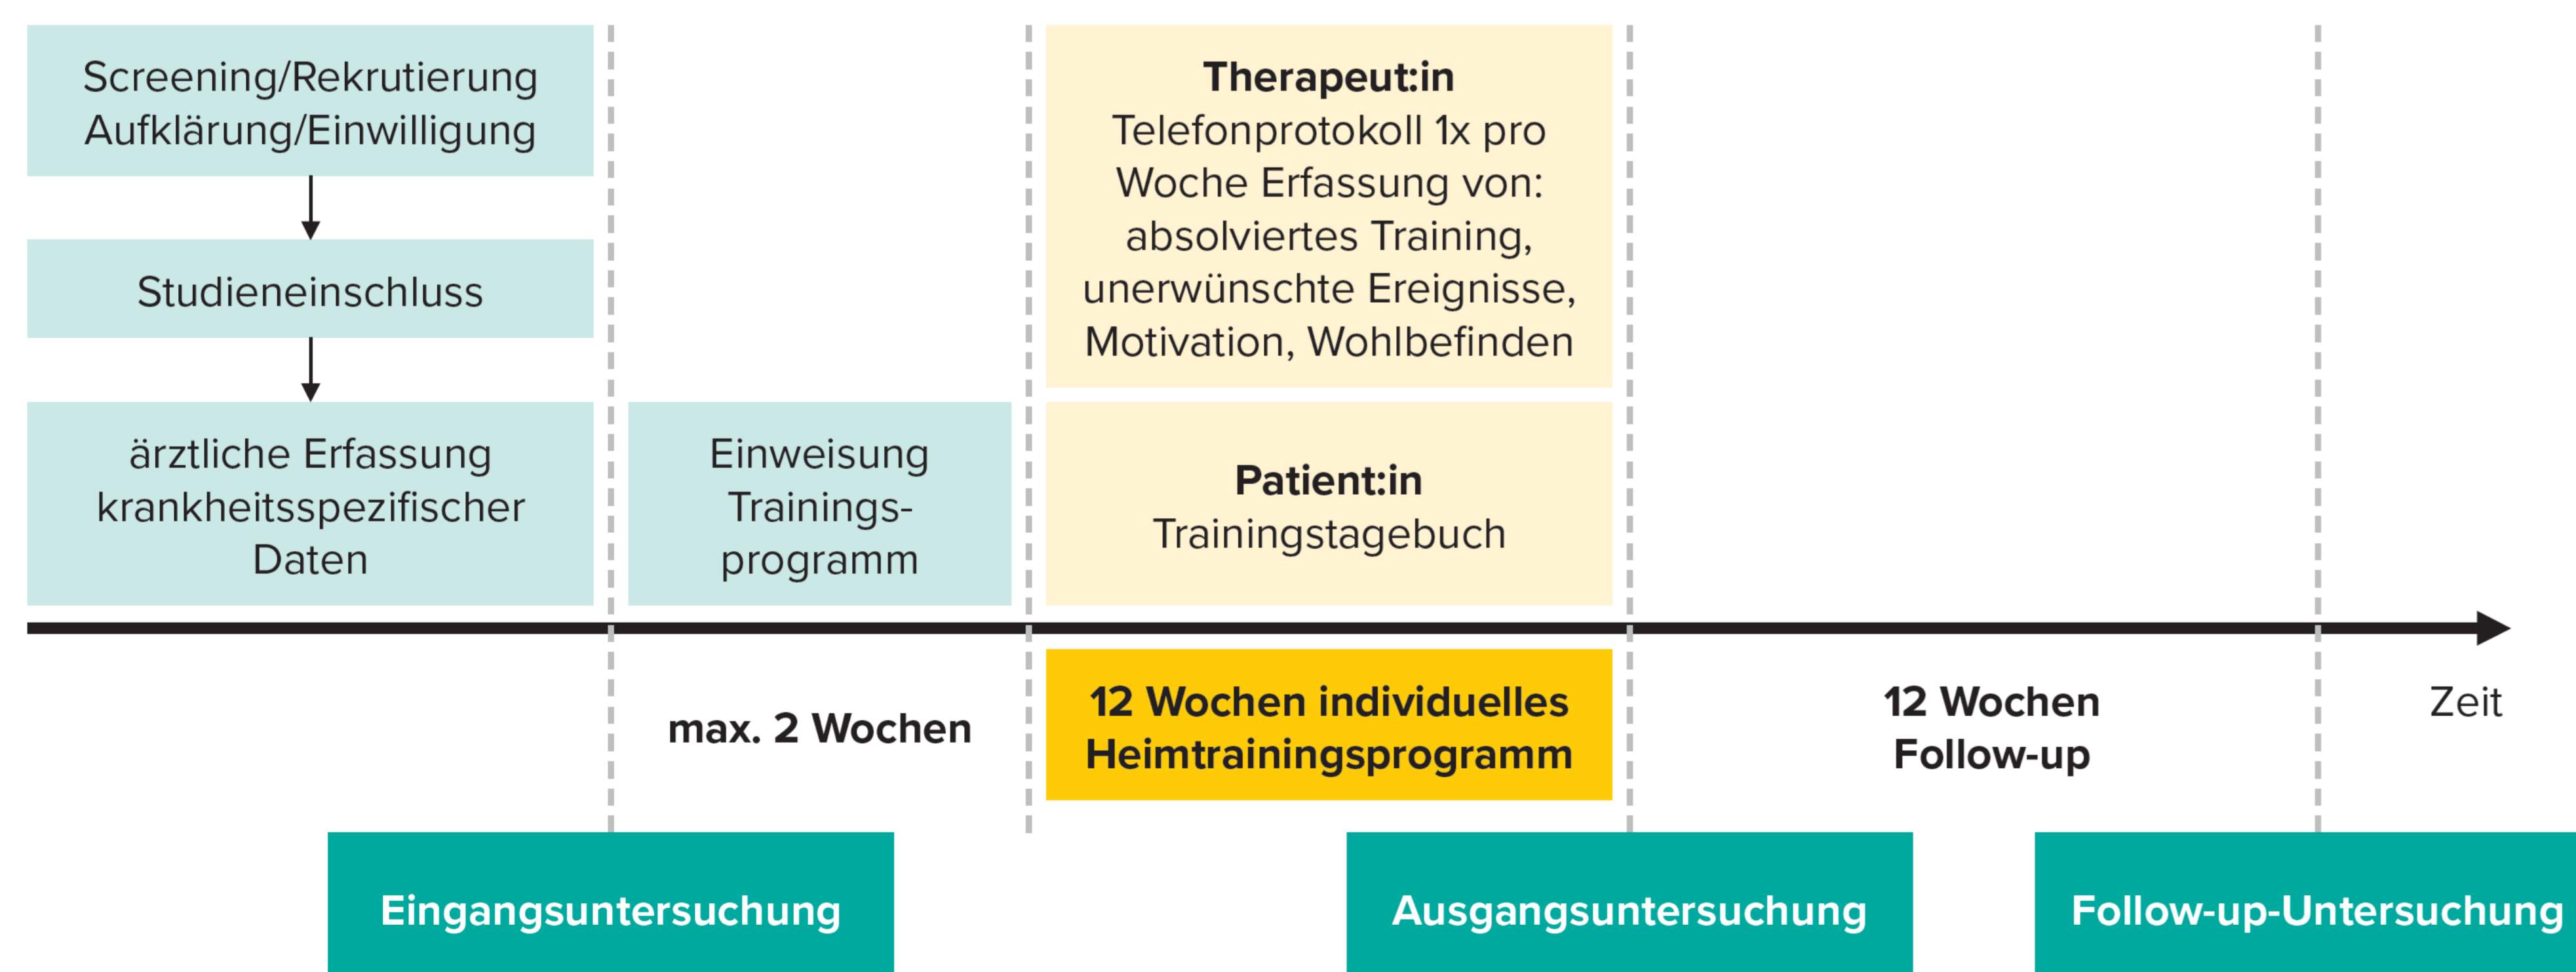 Screening/Rekrutierung
Aufklärung/Einwilligung
Studieneinschluss
ärztliche Erfassung
krankheitsspezifischer
Daten
Einweisung
Trainings-
programm
Therapeut:in
Telefonprotokoll 1x pro
Woche Erfassung von:
absolviertes Training,
unerwünschte Ereignisse,
Motivation, Wohlbefinden
Patient:in
Trainingstagebuch
max. 2 Wochen
12 Wochen individuelles
Heimtrainingsprogramm
12 Wochen
Follow-up
Zeit
Eingangsuntersuchung
Ausgangsuntersuchung
Follow-up-Untersuchung